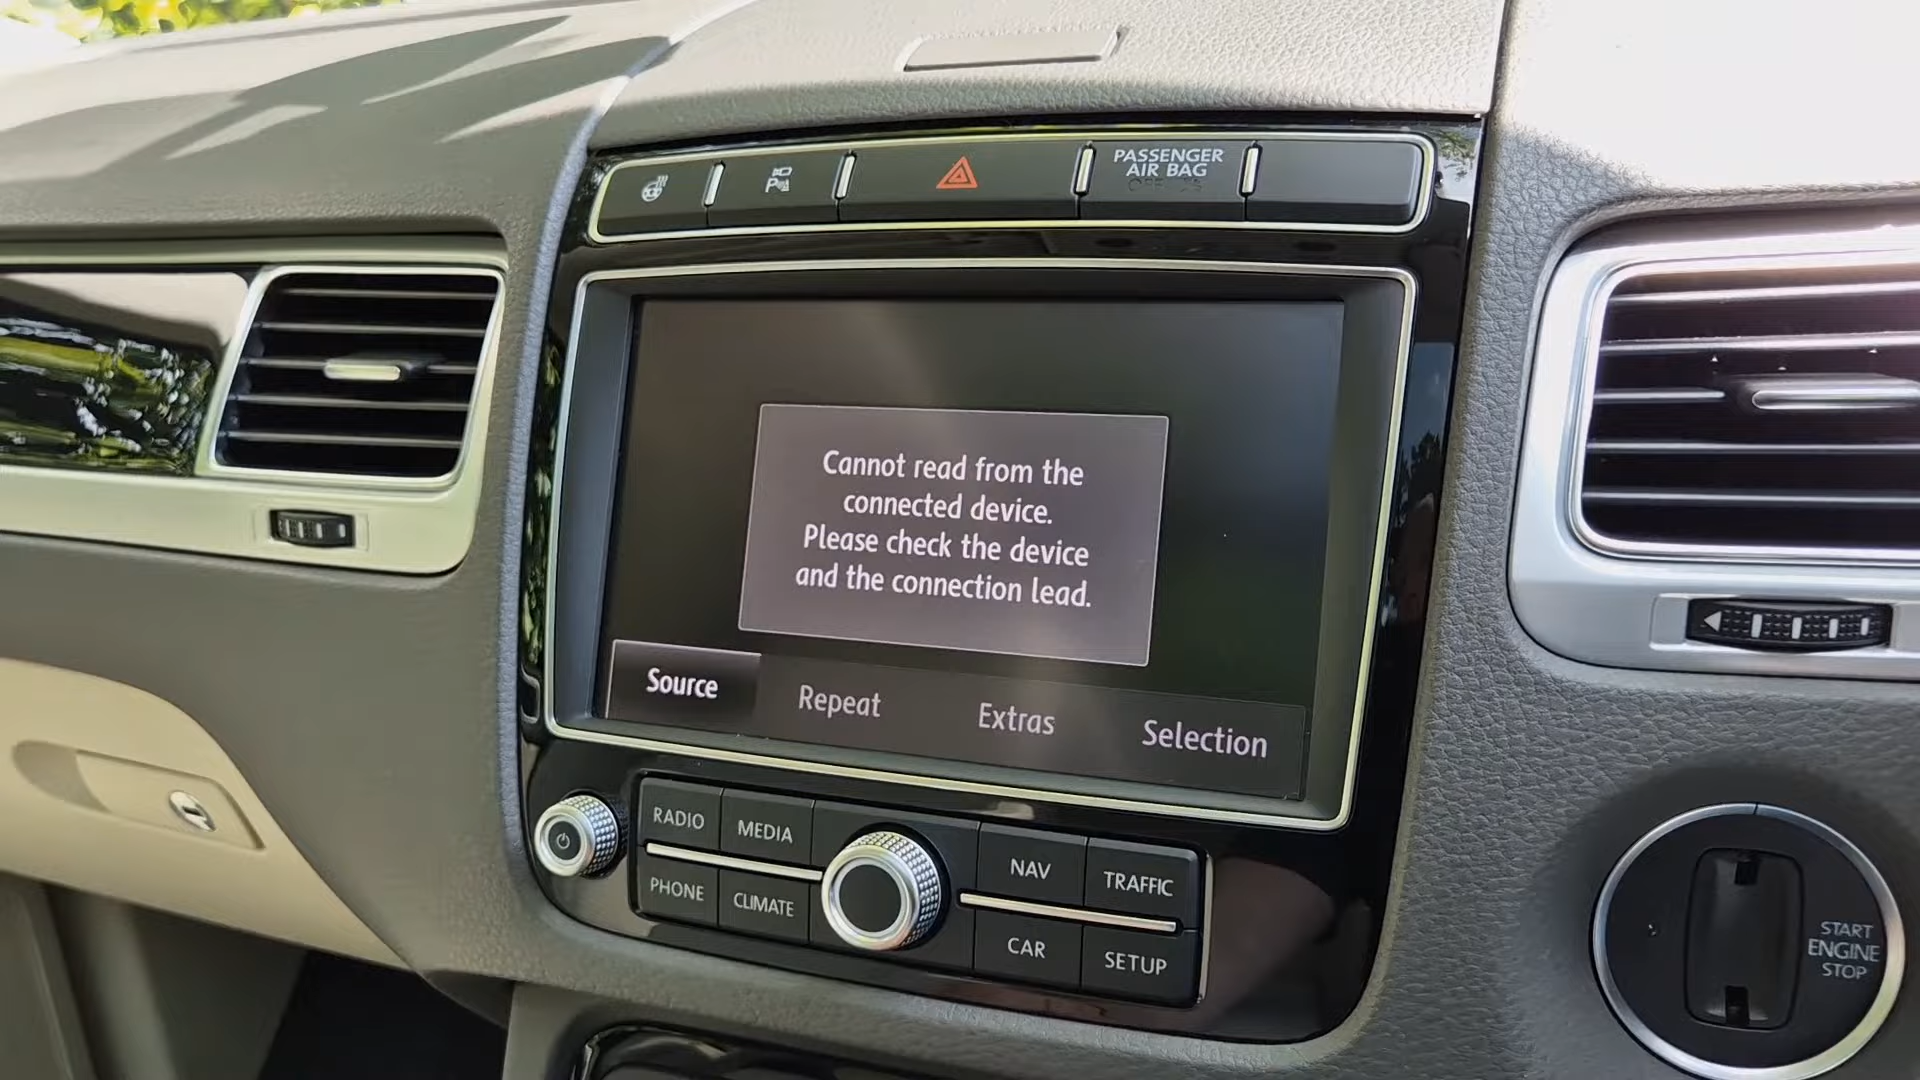 PASSENGER
AIR BAG
Cannot read from the
connected device.
Please check the device
and the connection lead.
Source
Repeat
Extras
Selection
RADIO
MEDIA
NAV
TRAFFIC
PHONE
CLIMATE
CAR
SETUP
START
ENGINE
STOP